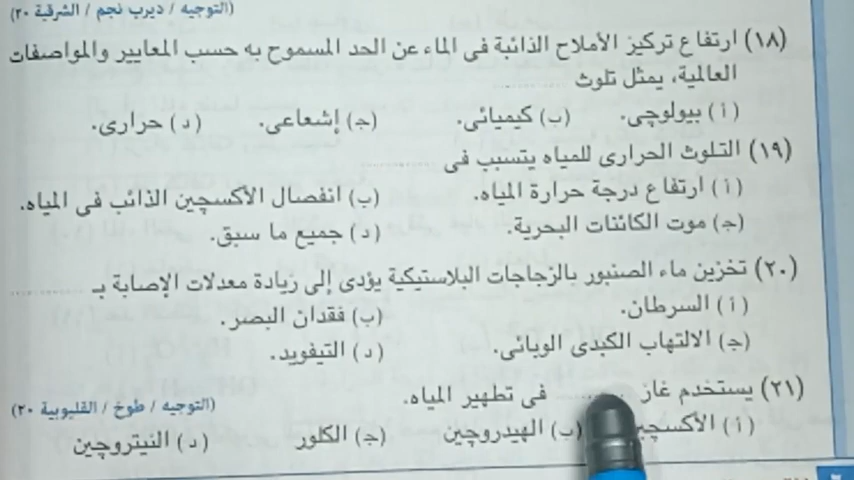 (التوجيه / ديرب نجم / الشرقية ٢٠)
(١٨) ارتفاع تركيز الأملاح الذائبة فى الماء عن الحد المسموح به حسب المعايير والمواصفات
العالمية، يمثل تلوث ............
(أ) بيولوچى. (ب) كيميائى. (جـ) إشعاعى. (د) حرارى.
(١٩) التلوث الحرارى للمياه يتسبب فى ............
(أ) ارتفاع درجة حرارة المياه. (ب) انفصال الأكسچين الذائب فى المياه.
(جـ) موت الكائنات البحرية. (د) جميع ما سبق.
(٢٠) تخزين ماء الصنبور بالزجاجات البلاستيكية يؤدى إلى زيادة معدلات الإصابة بـ ............
(أ) السرطان. (ب) فقدان البصر.
(جـ) الالتهاب الكبدى الوبائى. (د) التيفويد.
(٢١) يستخدم غاز ............ فى تطهير المياه.
(التوجيه / طوخ / القليوبية ٢٠)
(أ) (ب) الهيدروچين (جـ) الكلور (د) النيتروچين